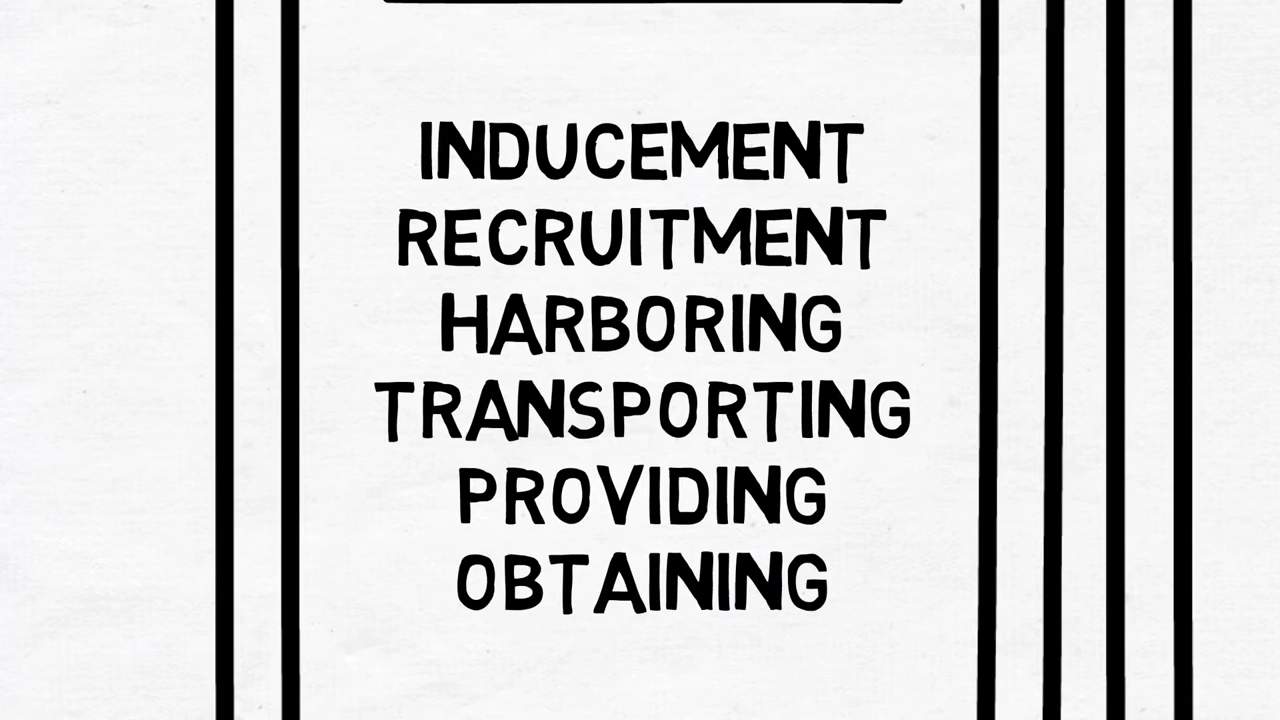 INDUCEMENT
RECRUITMENT
HARBORING
TRANSPORTING
PROVIDING
OBTAINING